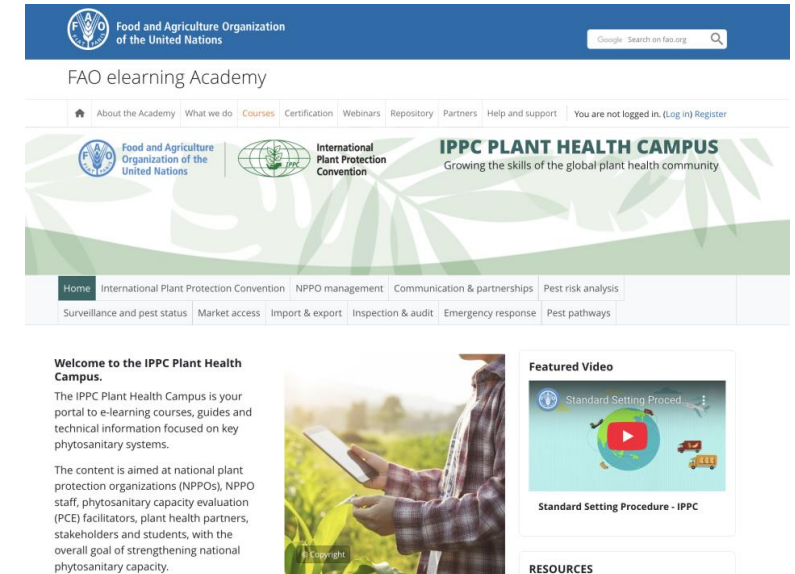 Food and Agriculture Organization
of the United Nations
Google Search on fao.org
FAO elearning Academy
About the Academy What we do Courses Certification Webinars Repository Partners Help and support You are not logged in. (Log in) Register
Food and Agriculture
Organization of the
United Nations
IPPC
International
Plant Protection
Convention
IPPC PLANT HEALTH CAMPUS
Growing the skills of the global plant health community
Home International Plant Protection Convention NPPO management Communication & partnerships Pest risk analysis
Surveillance and pest status Market access Import & export Inspection & audit Emergency response Pest pathways
Welcome to the IPPC Plant Health
Campus.
The IPPC Plant Health Campus is your
portal to e-learning courses, guides and
technical information focused on key
phytosanitary systems.
The content is aimed at national plant
protection organizations (NPPOs), NPPO
staff, phytosanitary capacity evaluation
(PCE) facilitators, plant health partners,
stakeholders and students, with the
overall goal of strengthening national
phytosanitary capacity.
© Copyright
Featured Video
Standard Setting Proced...
Standard Setting Procedure - IPPC
RESOURCES